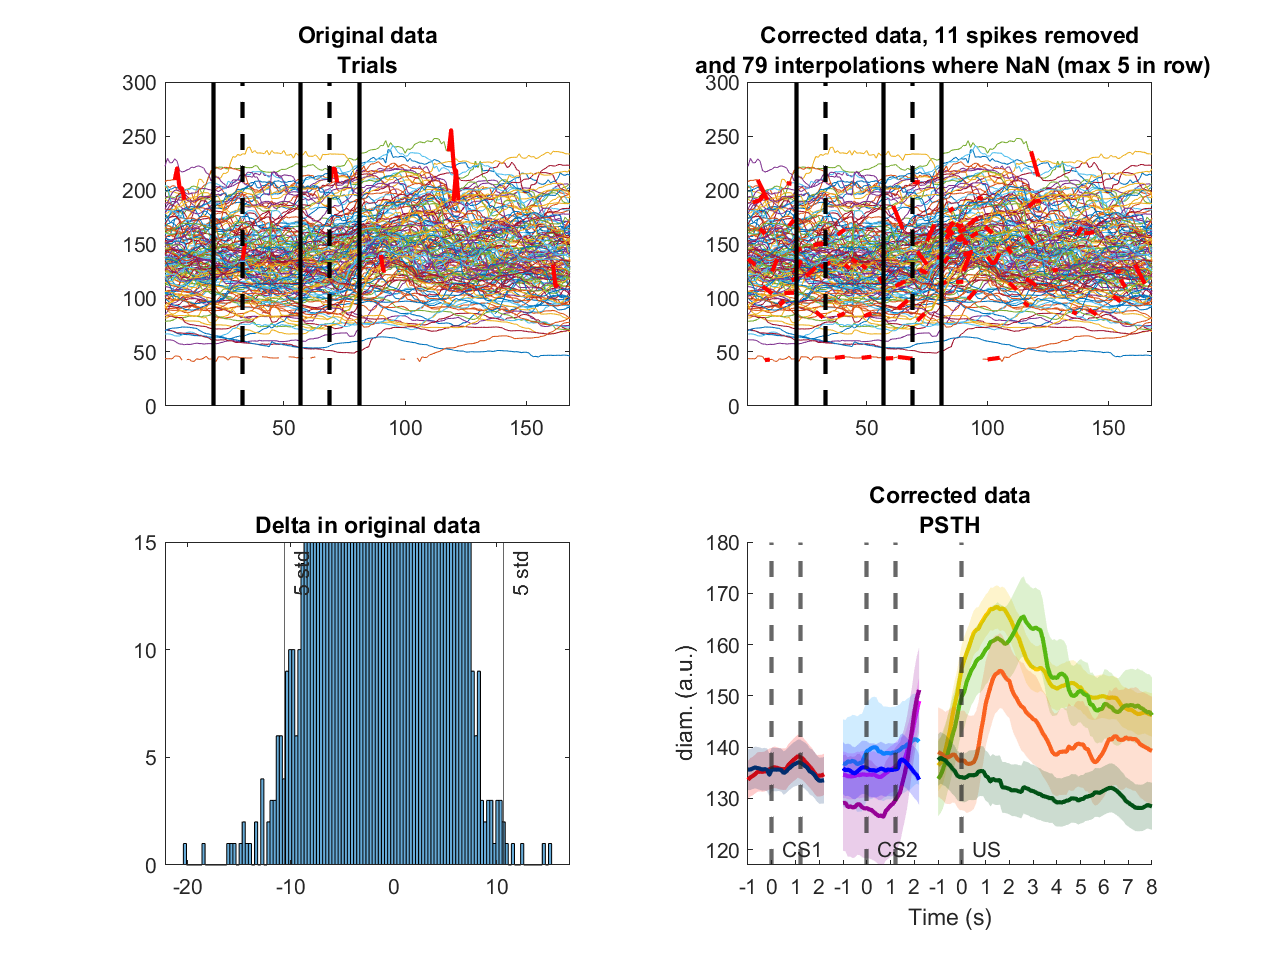 Original data
Trials
300
250
200
150
100
50
0
50
100
150
Corrected data, 11 spikes removed
and 79 interpolations where NaN (max 5 in row)
300
250
200
150
100
50
0
50
100
150
Delta in original data
15
10
5
0
5 std
5 std
-20
-10
0
10
Corrected data
PSTH
diam. (a.u.)
180
170
160
150
140
130
120
CS1
CS2
US
-1 0 1 2 -1 0 1 2 -1 0 1 2 3 4 5 6 7 8
Time (s)